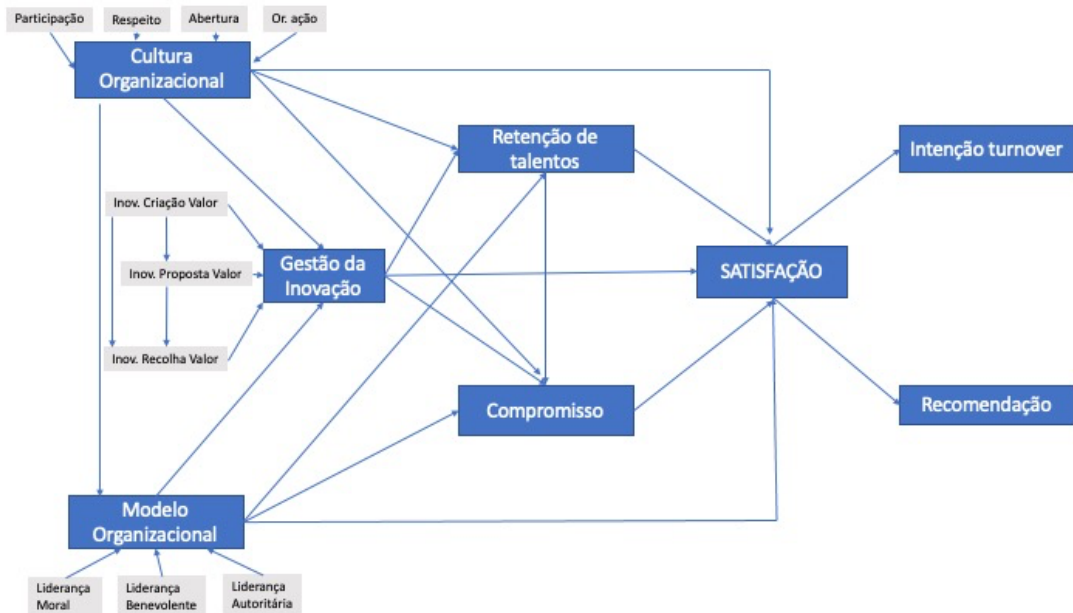 Participação
Respeito
Abertura
Or. ação
Cultura
Organizacional
Retenção de
talentos
Intenção turnover
Inov. Criação Valor
Inov. Proposta Valor
Gestão da
Inovação
SATISFAÇÃO
Inov. Recolha Valor
Compromisso
Recomendação
Modelo
Organizacional
Liderança
Moral
Liderança
Benevolente
Liderança
Autoritária